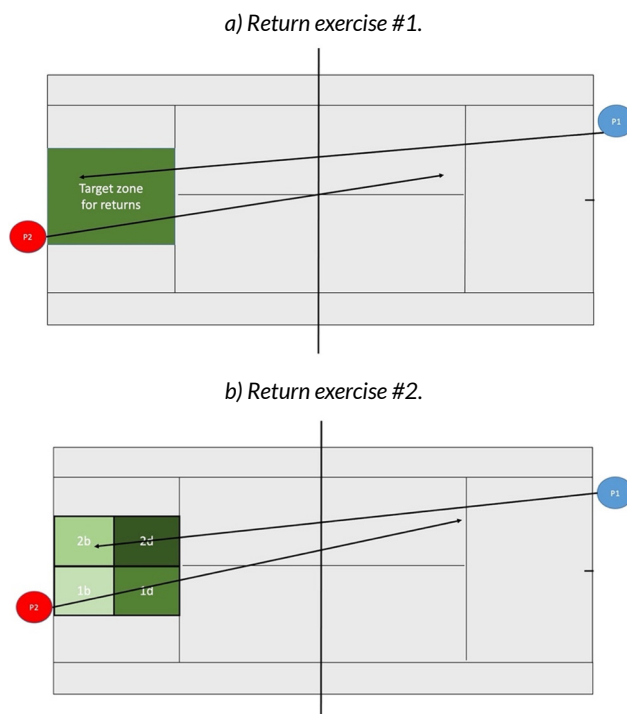 a) Return exercise #1.
P1
Target zone
for returns
P2
b) Return exercise #2.
P1
2b 2d
1b 1d
P2